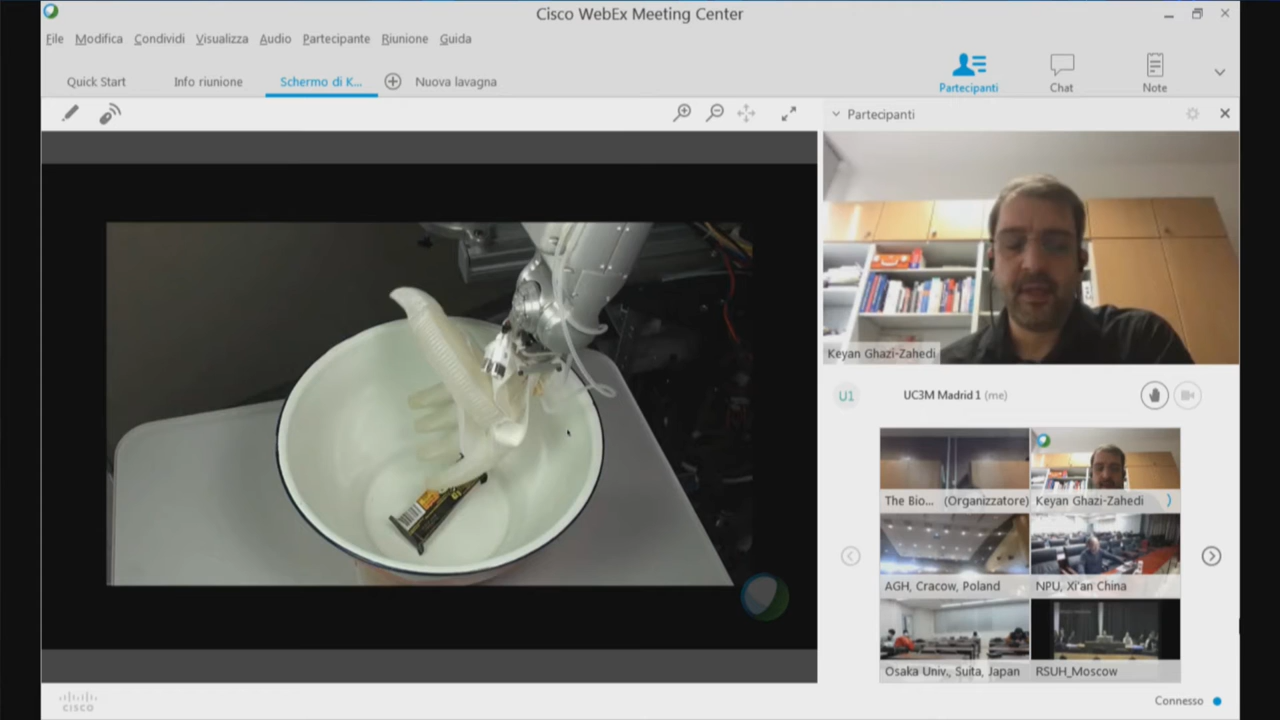 Cisco WebEx Meeting Center
File Modifica Condividi Visualizza Audio Partecipante Riunione Guida
Quick Start Info riunione Schermo di K... Nuova lavagna
Partecipanti Chat Note
Partecipanti
Keyan Ghazi-Zahedi
U1 UC3M Madrid 1 (me)
The Bio... (Organizzatore) Keyan Ghazi-Zahedi
AGH, Cracow, Poland NPU, Xi'an China
Osaka Univ., Suita, Japan RSUH_Moscow
CISCO
Connesso